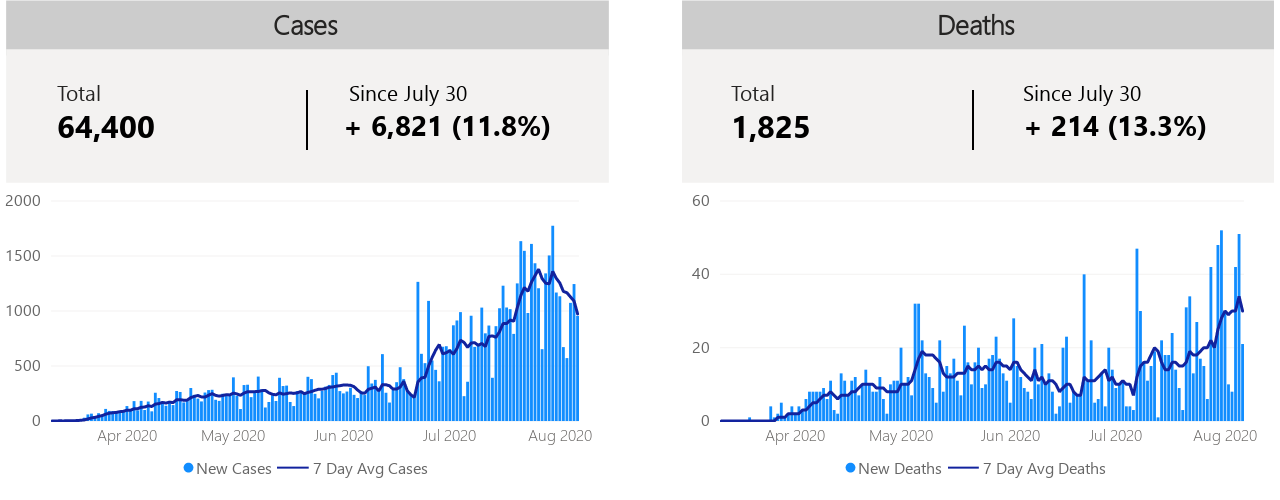 Cases
Total
64,400
Since July 30
+ 6,821 (11.8%)
2000
1500
1000
500
0
Apr 2020
May 2020
Jun 2020
Jul 2020
Aug 2020
New Cases
7 Day Avg Cases
Deaths
Total
1,825
Since July 30
+ 214 (13.3%)
60
40
20
0
Apr 2020
May 2020
Jun 2020
Jul 2020
Aug 2020
New Deaths
7 Day Avg Deaths